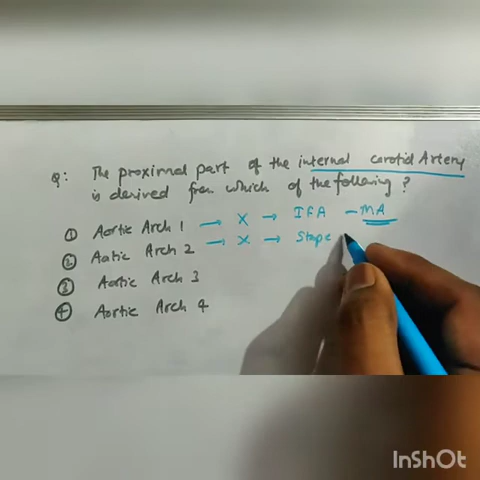 Q: The proximal part of the internal carotid Artery
is derived from which of the following?
① Aortic Arch 1 → X → IFA - MA
② Aatic Arch 2 → X → Stape
③ Aortic Arch 3
④ Aortic Arch 4
InShOt